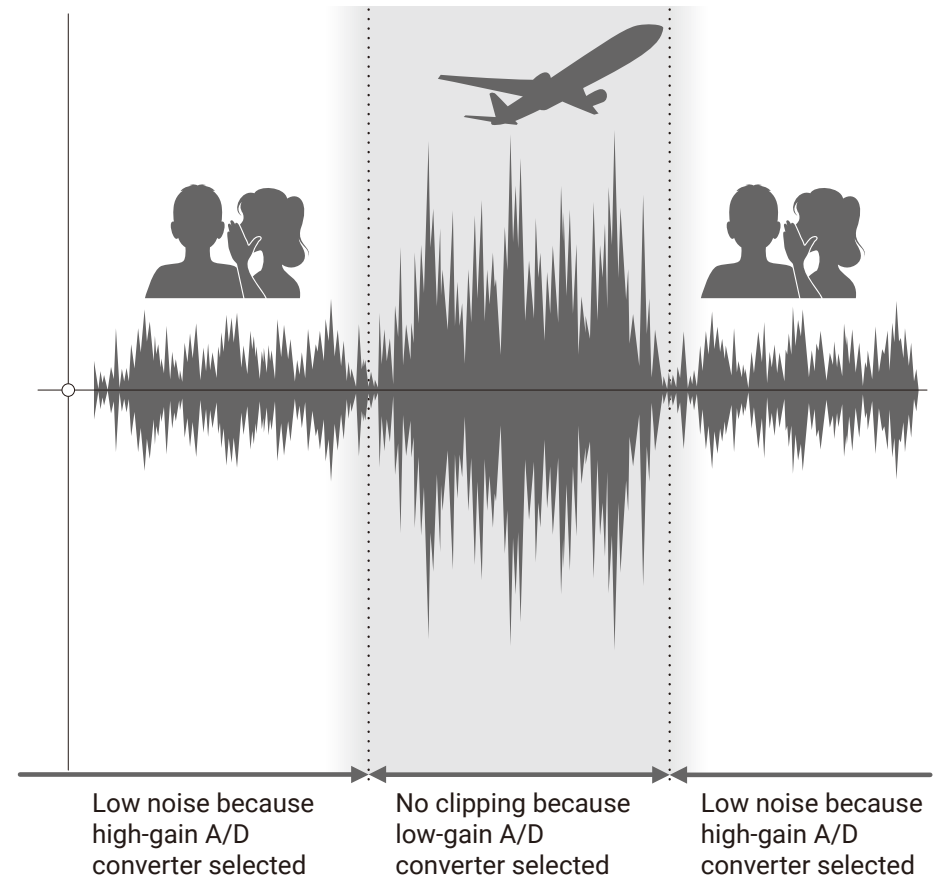 Low noise because
high-gain A/D
converter selected
No clipping because
low-gain A/D
converter selected
Low noise because
high-gain A/D
converter selected